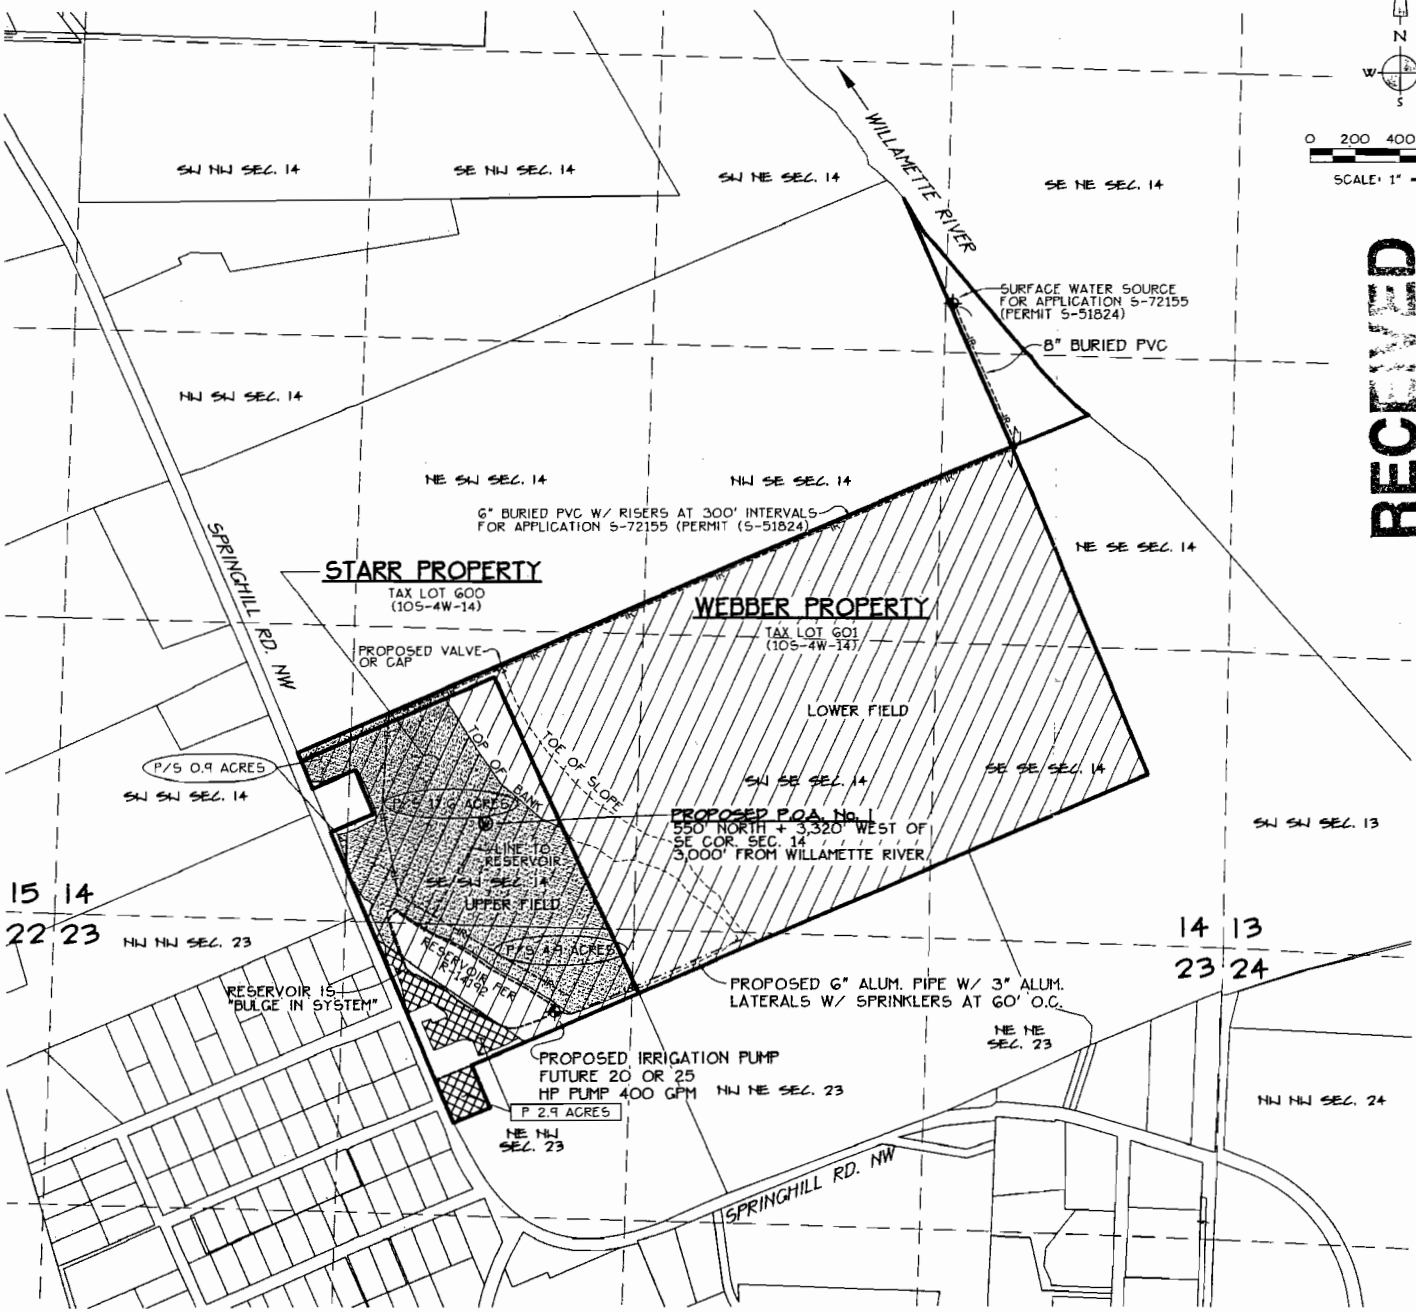 N
W
S
0 200 400
SCALE: 1" =
RECEIVED
SW NW SEC. 14
SE NW SEC. 14
SW NE SEC. 14
SE NE SEC. 14
WILLAMETTE RIVER
SURFACE WATER SOURCE
FOR APPLICATION S-72155
(PERMIT S-51824)
8" BURIED PVC
NW SW SEC. 14
NE SW SEC. 14
NW SE SEC. 14
6" BURIED PVC W/ RISERS AT 300' INTERVALS
FOR APPLICATION S-72155 (PERMIT (S-51824)
NE SE SEC. 14
SPRINGHILL RD. NW
STARR PROPERTY
TAX LOT 600
(10S-4W-14)
WEBBER PROPERTY
TAX LOT 601
(10S-4W-14)
PROPOSED VALVE
OR CAP
LOWER FIELD
TOP OF BANK
TOE OF SLOPE
P/S 0.9 ACRES
SW SW SEC. 14
SW SE SEC. 14
SE SE SEC. 14
P/S 17.6 ACRES
PROPOSED P.O.A. No. 1
550' NORTH + 3,320' WEST OF
SE COR. SEC. 14
3,000' FROM WILLAMETTE RIVER
SW SW SEC. 13
LINE TO
RESERVOIR
SE SW SEC. 14
UPPER FIELD
15 14
22 23
14 13
23 24
NW NW SEC. 23
P/S 4.9 ACRES
RESERVOIR PER
R-14192
RESERVOIR IS
"BULGE IN SYSTEM"
PROPOSED 6" ALUM. PIPE W/ 3" ALUM.
LATERALS W/ SPRINKLERS AT 60' O.C.
NE NE
SEC. 23
PROPOSED IRRIGATION PUMP
FUTURE 20 OR 25
HP PUMP 400 GPM
NW NE SEC. 23
P 2.9 ACRES
NE NW
SEC. 23
NW NW SEC. 24
SPRINGHILL RD. NW